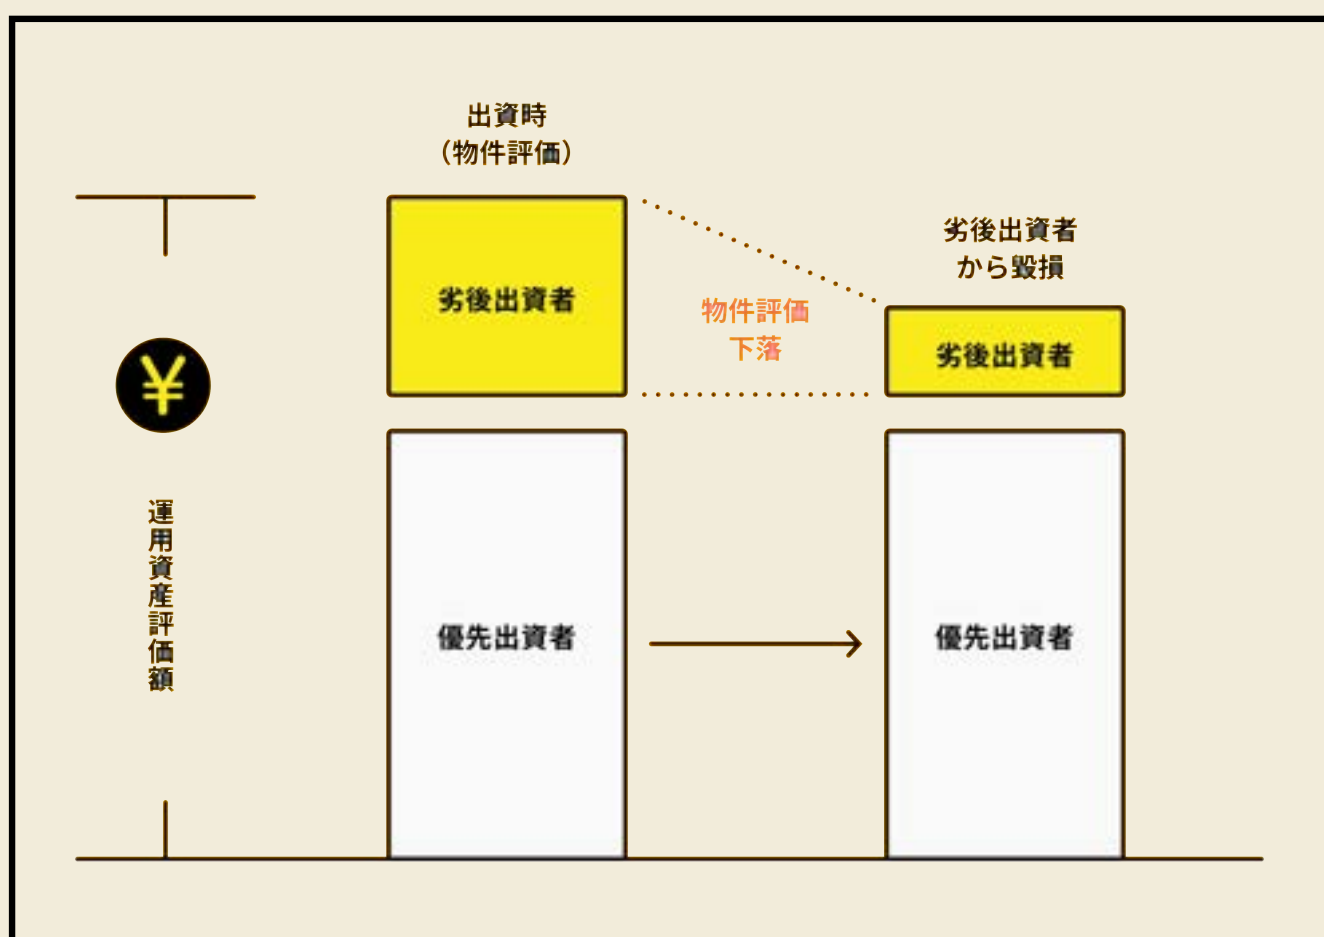 出資時
（物件評価）
劣後出資者
から毀損
劣後出資者
物件評価
下落
劣後出資者
¥
運用資産評価額
優先出資者
優先出資者